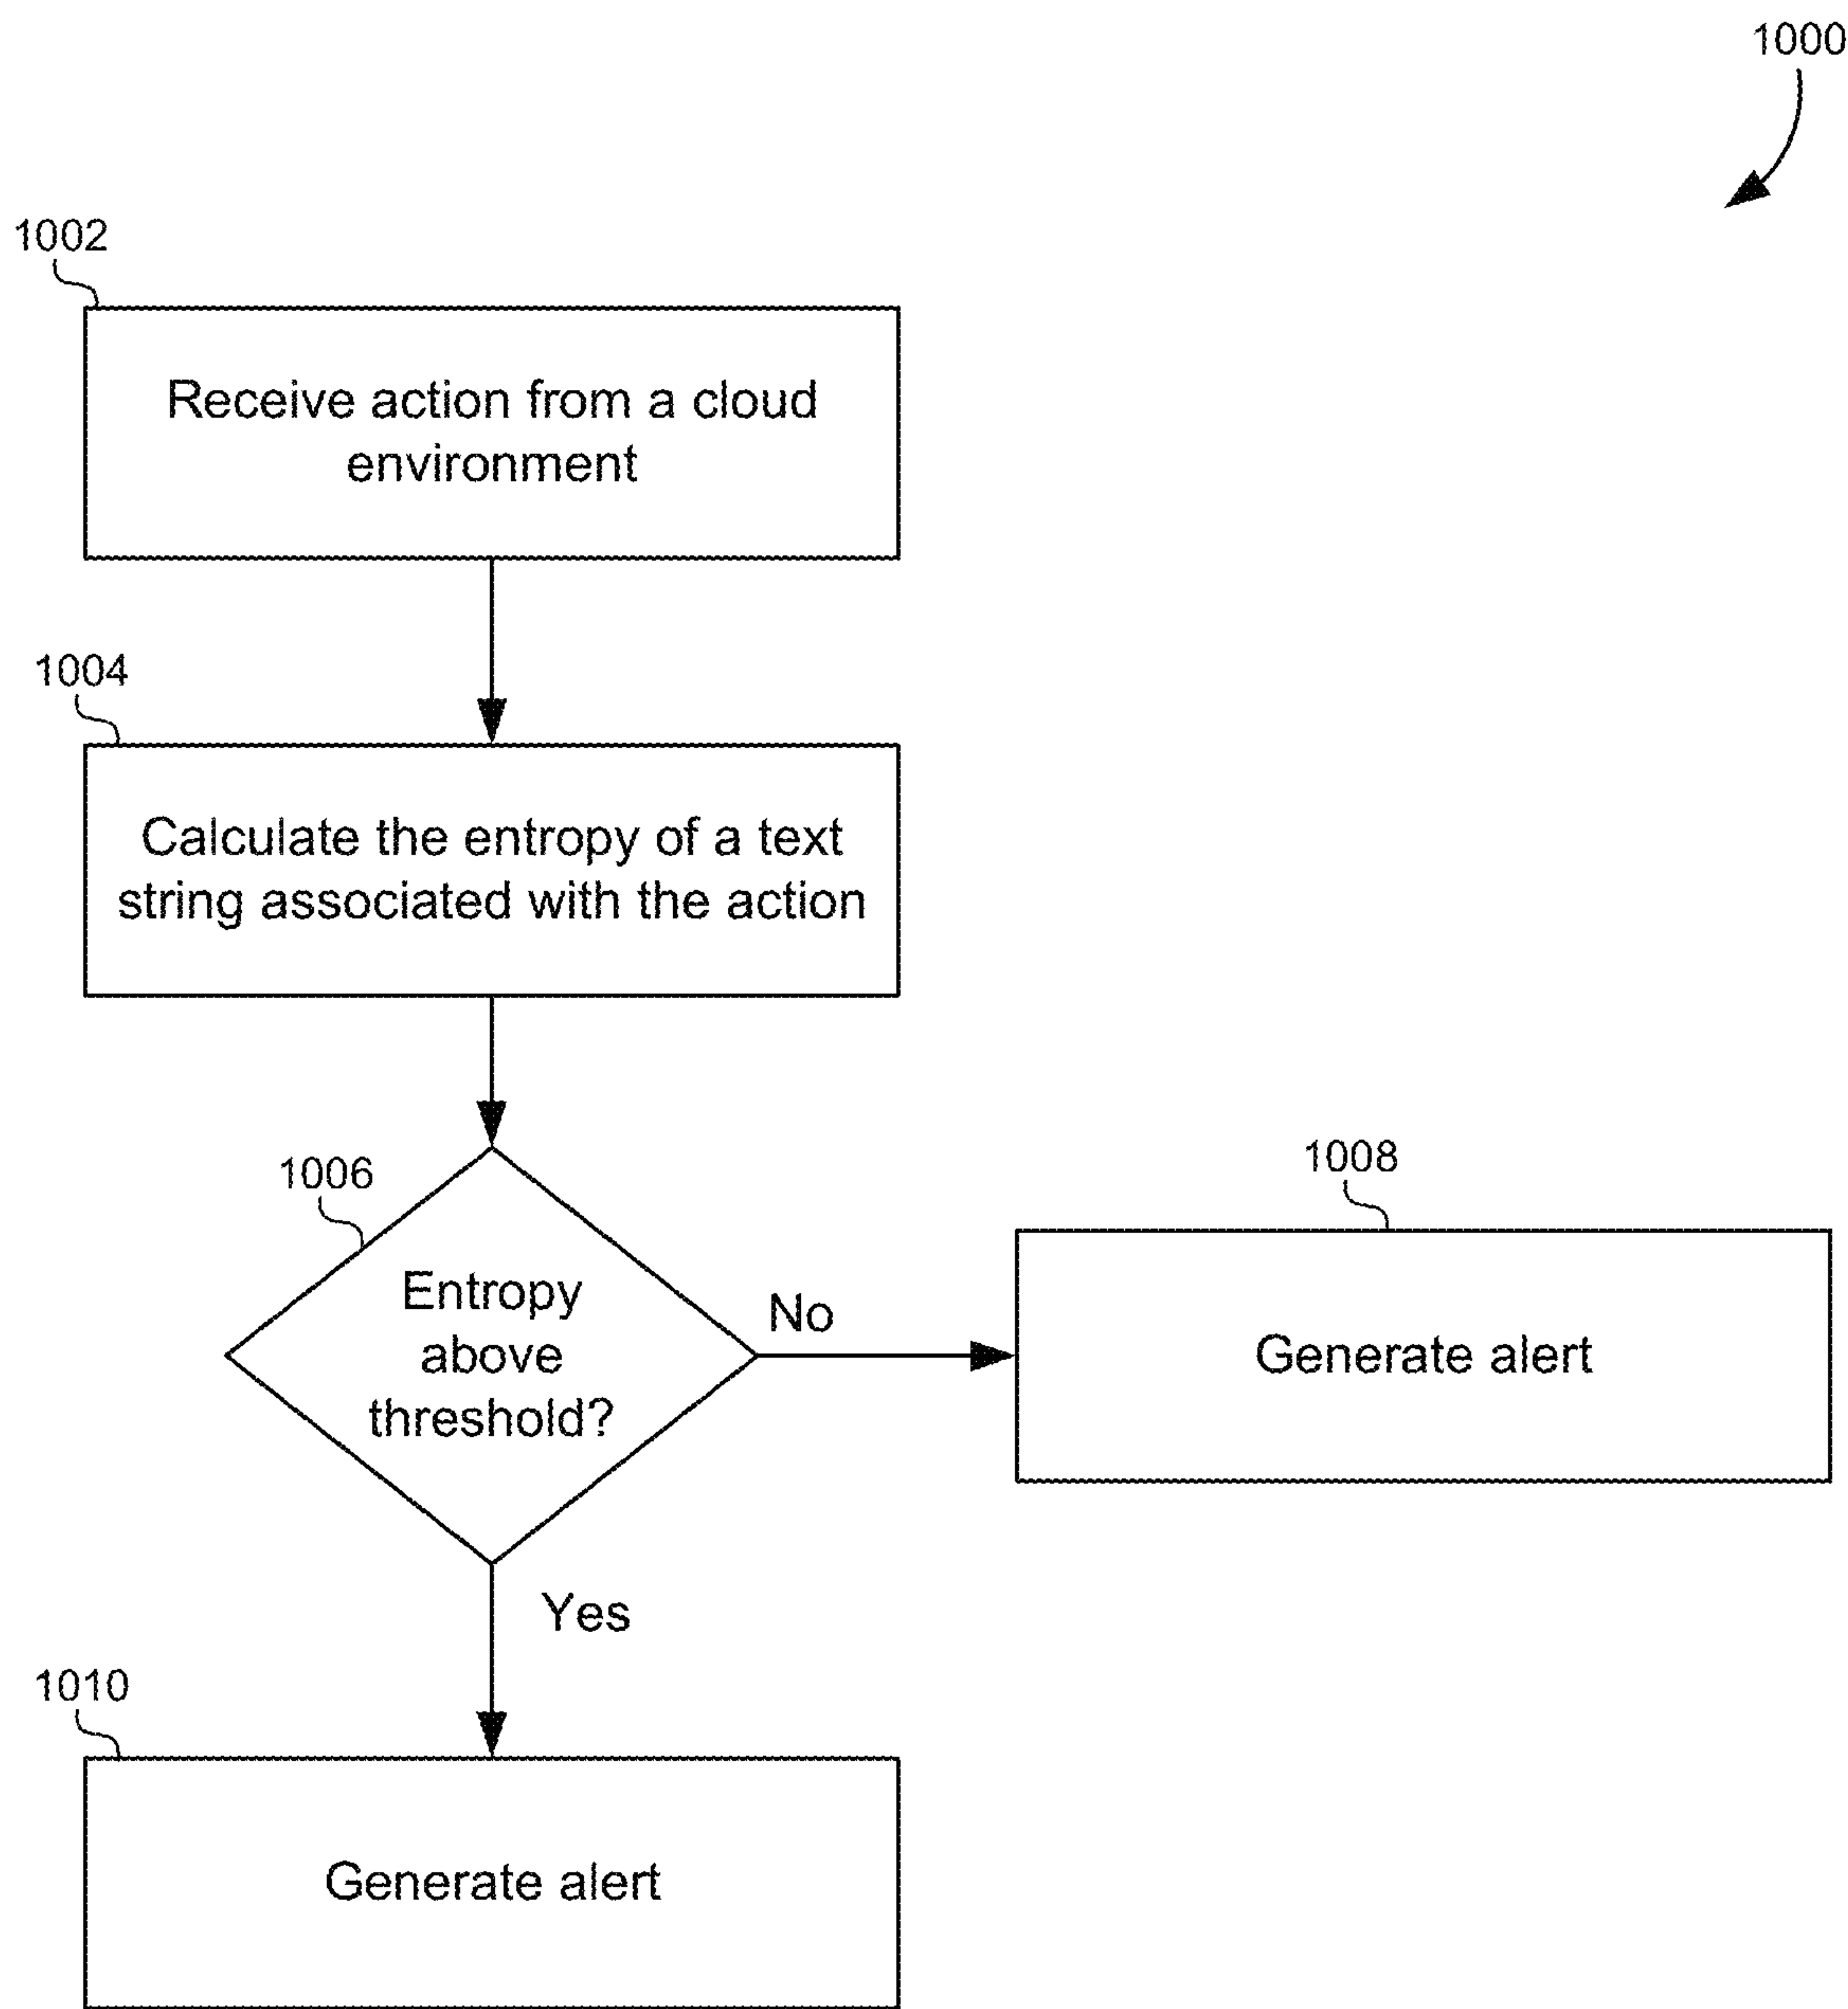 1000
1002
Receive action from a cloud
environment
1004
Calculate the entropy of a text
string associated with the action
1006
Entropy
above
threshold?
No
1008
Generate alert
Yes
1010
Generate alert